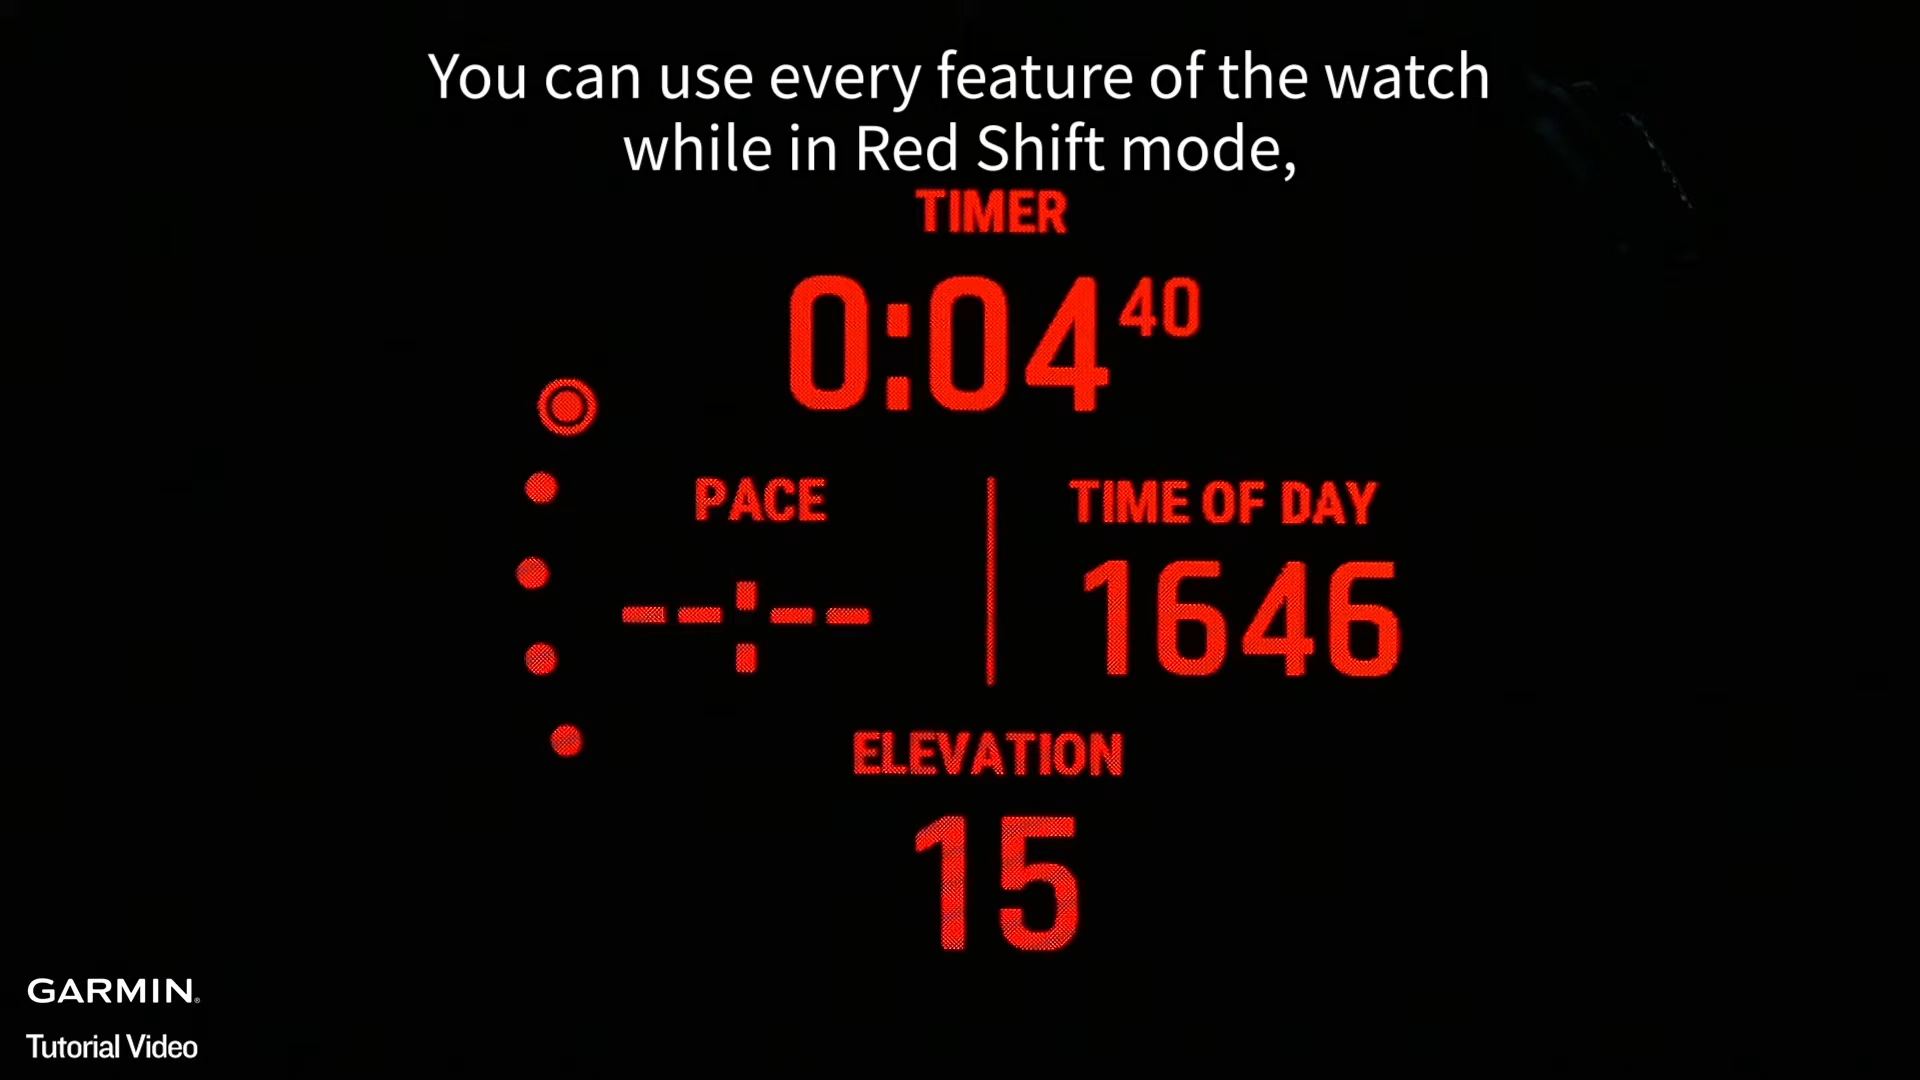 You can use every feature of the watch
while in Red Shift mode,
TIMER
0:04 40
PACE
--:--
TIME OF DAY
1646
ELEVATION
15
GARMIN®
Tutorial Video